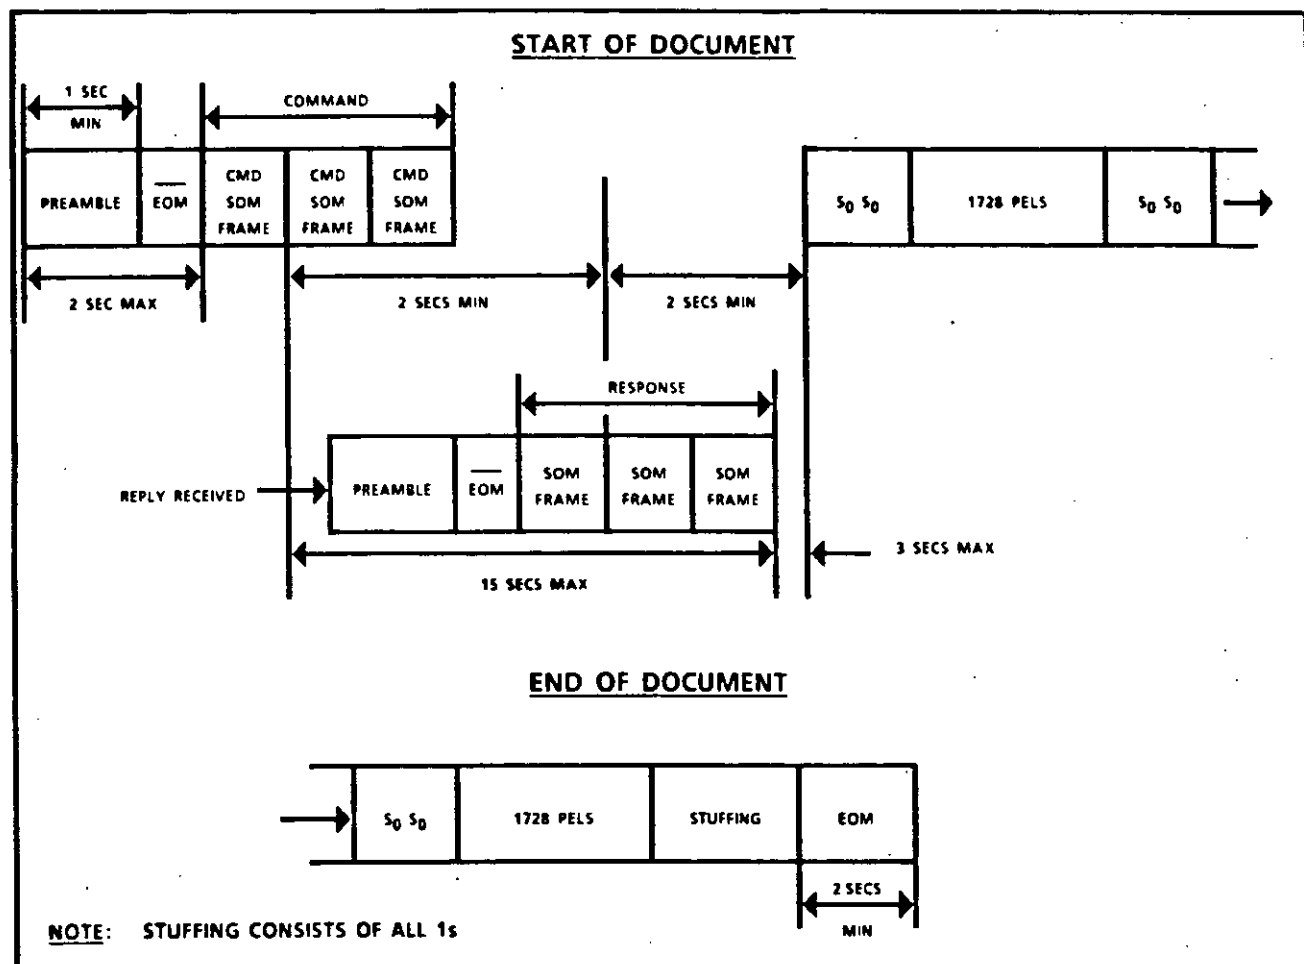 START OF DOCUMENT
1 SEC
MIN
COMMAND
PREAMBLE
EOM
CMD
SOM
FRAME
CMD
SOM
FRAME
CMD
SOM
FRAME
S0 S0
1728 PELS
S0 S0
2 SEC MAX
2 SECS MIN
2 SECS MIN
RESPONSE
REPLY RECEIVED
PREAMBLE
EOM
SOM
FRAME
SOM
FRAME
SOM
FRAME
3 SECS MAX
15 SECS MAX
END OF DOCUMENT
S0 S0
1728 PELS
STUFFING
EOM
2 SECS
MIN
NOTE: STUFFING CONSISTS OF ALL 1s